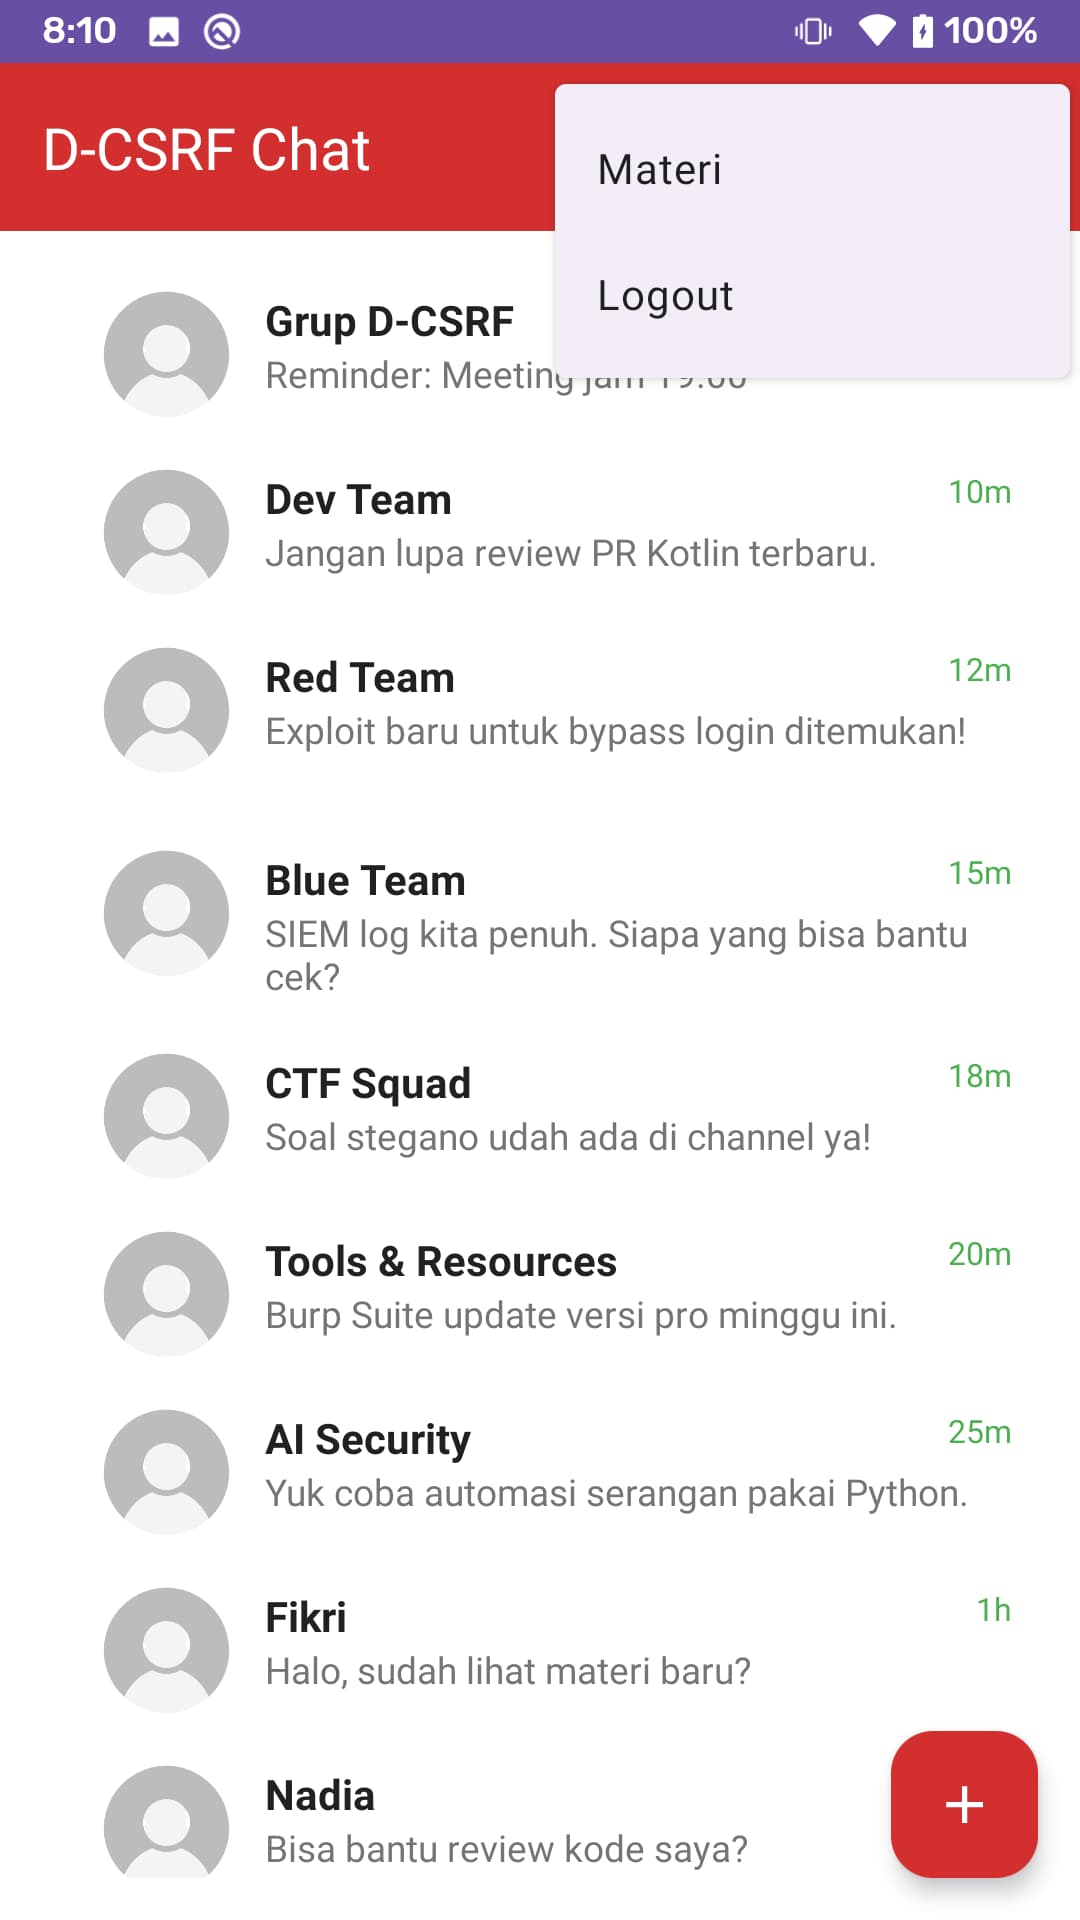 8:10 100%
D-CSRF Chat
Materi
Logout
Grup D-CSRF
Reminder: Meeting jam 19.00
Dev Team 10m
Jangan lupa review PR Kotlin terbaru.
Red Team 12m
Exploit baru untuk bypass login ditemukan!
Blue Team 15m
SIEM log kita penuh. Siapa yang bisa bantu
cek?
CTF Squad 18m
Soal stegano udah ada di channel ya!
Tools & Resources 20m
Burp Suite update versi pro minggu ini.
AI Security 25m
Yuk coba automasi serangan pakai Python.
Fikri 1h
Halo, sudah lihat materi baru?
Nadia
Bisa bantu review kode saya?